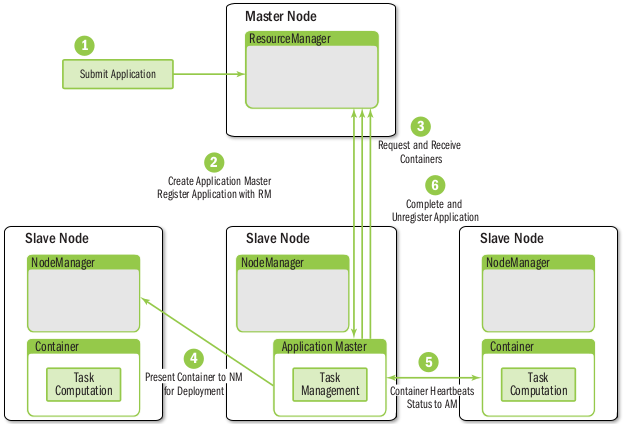 Master Node
ResourceManager
1
Submit Application
3
Request and Receive
Containers
2
Create Application Master
Register Application with RM
6
Complete and
Unregister Application
Slave Node
NodeManager
Container
Task
Computation
4
Present Container to NM
for Deployment
Slave Node
NodeManager
Application Master
Task
Management
5
Container Heartbeats
Status to AM
Slave Node
NodeManager
Container
Task
Computation